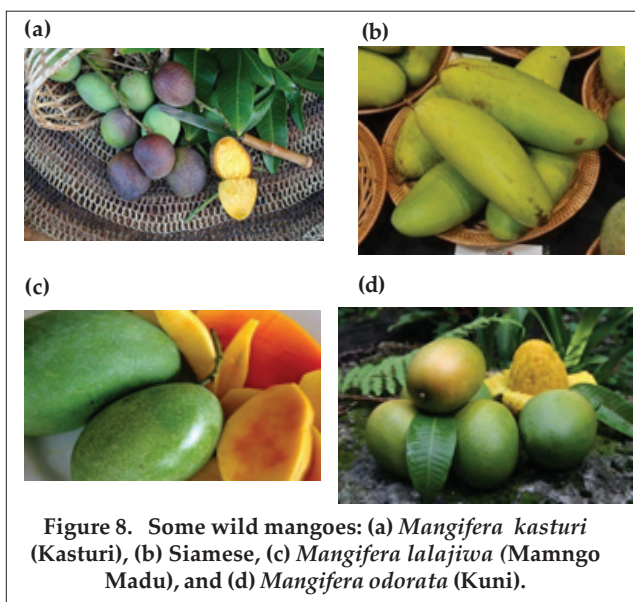 (a)
(b)
(c)
(d)
Figure 8. Some wild mangoes: (a) Mangifera kasturi
(Kasturi), (b) Siamese, (c) Mangifera lalajiwa (Mamngo
Madu), and (d) Mangifera odorata (Kuni).